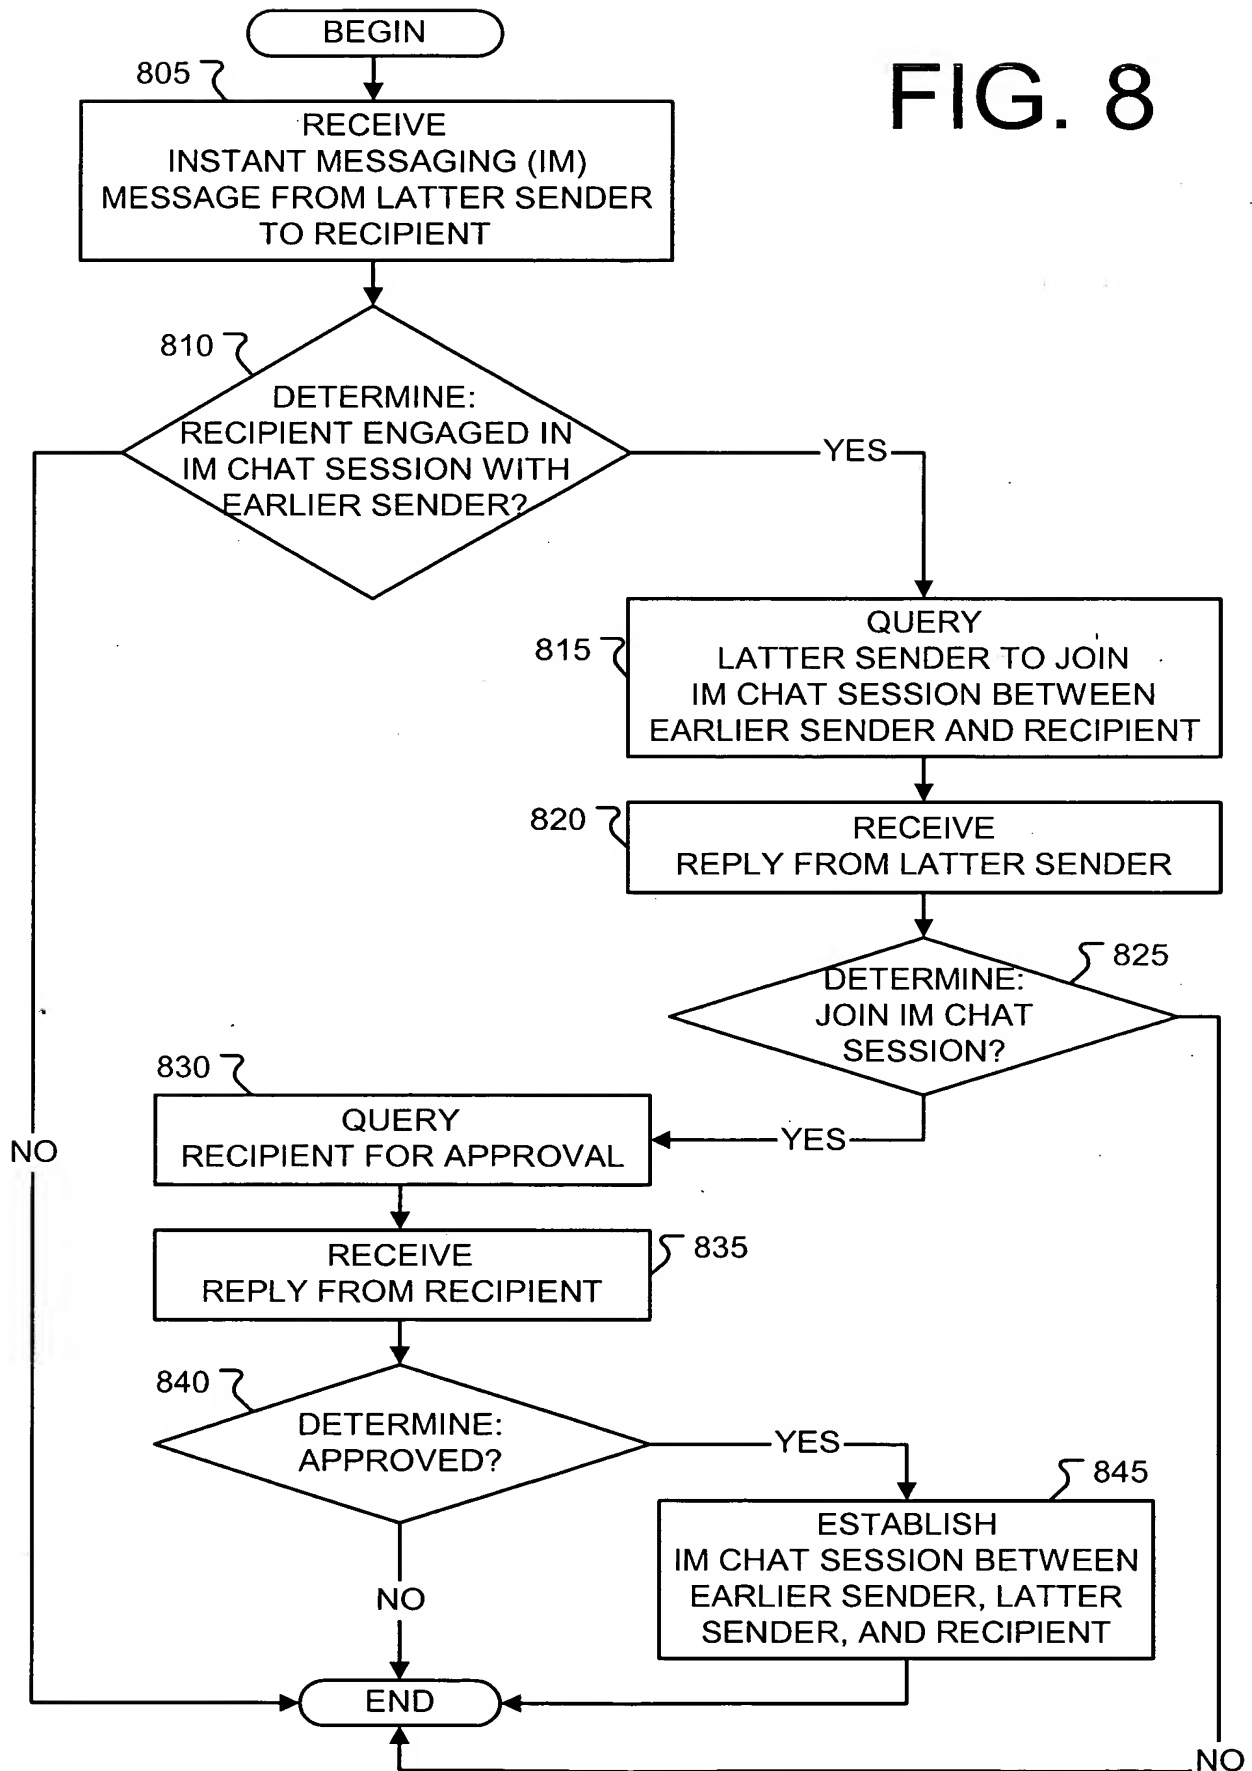 BEGIN
FIG. 8
805
RECEIVE
INSTANT MESSAGING (IM)
MESSAGE FROM LATTER SENDER
TO RECIPIENT
810
DETERMINE:
RECIPIENT ENGAGED IN
IM CHAT SESSION WITH
EARLIER SENDER?
YES
815
QUERY
LATTER SENDER TO JOIN
IM CHAT SESSION BETWEEN
EARLIER SENDER AND RECIPIENT
820
RECEIVE
REPLY FROM LATTER SENDER
825
DETERMINE:
JOIN IM CHAT
SESSION?
YES
830
QUERY
RECIPIENT FOR APPROVAL
NO
835
RECEIVE
REPLY FROM RECIPIENT
840
DETERMINE:
APPROVED?
YES
845
ESTABLISH
IM CHAT SESSION BETWEEN
EARLIER SENDER, LATTER
SENDER, AND RECIPIENT
NO
END
NO